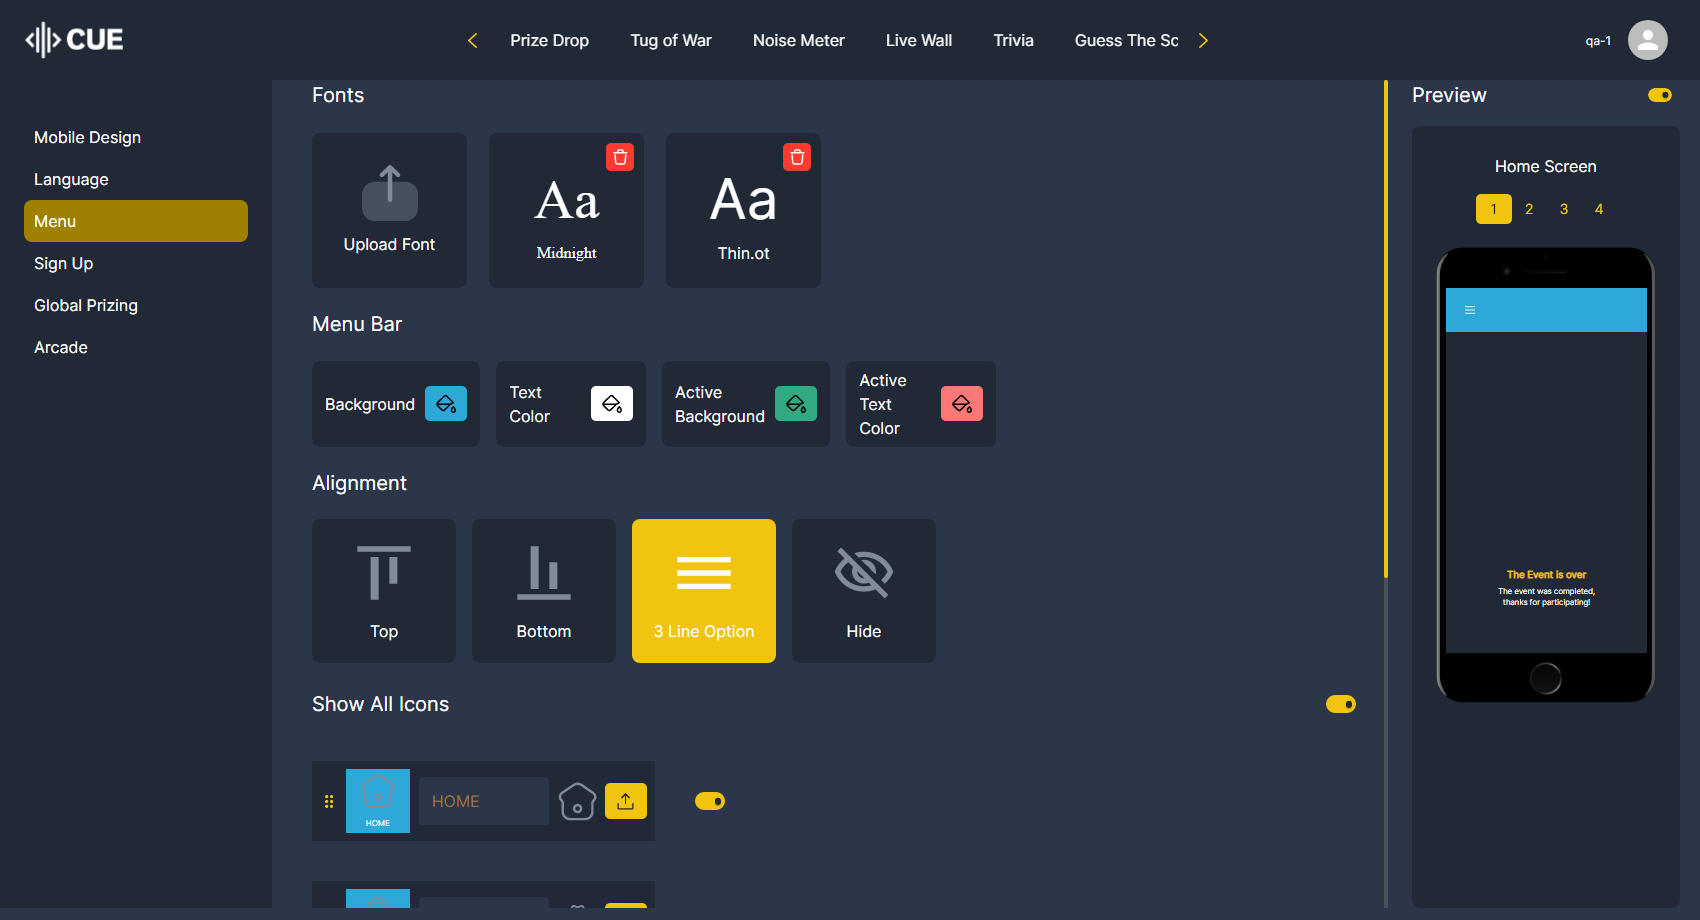 CUE
Prize Drop
Tug of War
Noise Meter
Live Wall
Trivia
Guess The Sc
qa-1
Mobile Design
Language
Menu
Sign Up
Global Prizing
Arcade
Fonts
Upload Font
Aa
Midnight
Aa
Thin.ot
Menu Bar
Background
Text
Color
Active
Background
Active
Text
Color
Alignment
Top
Bottom
3 Line Option
Hide
Show All Icons
HOME
HOME
Preview
Home Screen
1 2 3 4
The Event is over
The event was completed,
thanks for participating!